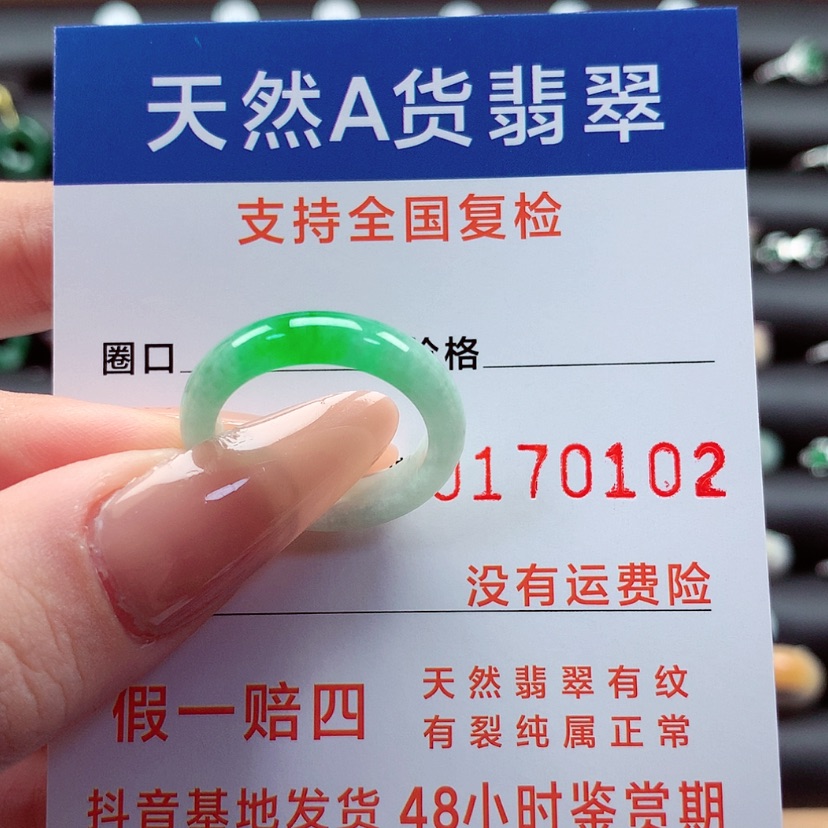 天然A货翡翠
支持全国复检
圈口 价格
170102
没有运费险
假一赔四
天然翡翠有纹
有裂纯属正常
抖音基地发货 48小时鉴赏期